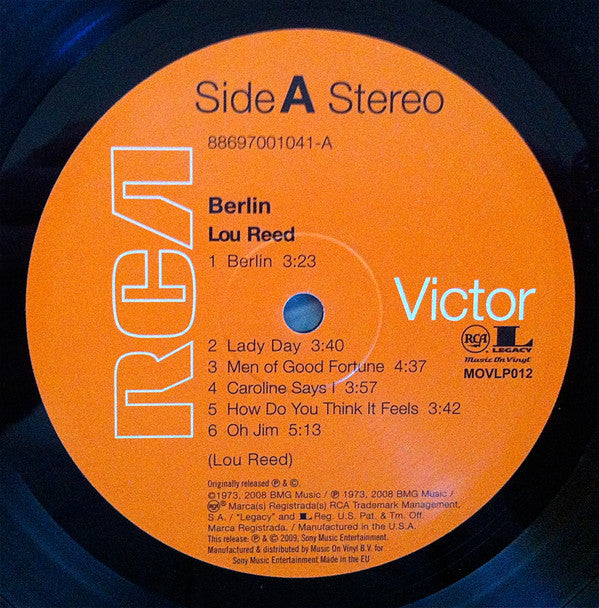 Side A Stereo
88697001041-A
RCA
Berlin
Lou Reed
1 Berlin 3:23
Victor
RCA L LEGACY
Music On Vinyl
MOVLP012
2 Lady Day 3:40
3 Men of Good Fortune 4:37
4 Caroline Says I 3:57
5 How Do You Think It Feels 3:42
6 Oh Jim 5:13
(Lou Reed)
Originally released ℗ & ©.
©1973, 2008 BMG Music / ℗ 1973, 2008 BMG Music /
RCA ® Marca(s) Registrada(s) RCA Trademark Management,
S.A. / "Legacy" and L Reg. U.S. Pat. & Tm. Off.
Marca Registrada. / Manufactured in the U.S.A.
This release: ℗ & © 2009, Sony Music Entertainment.
Manufactured & distributed by Music On Vinyl B.V. for
Sony Music Entertainment Made in the EU